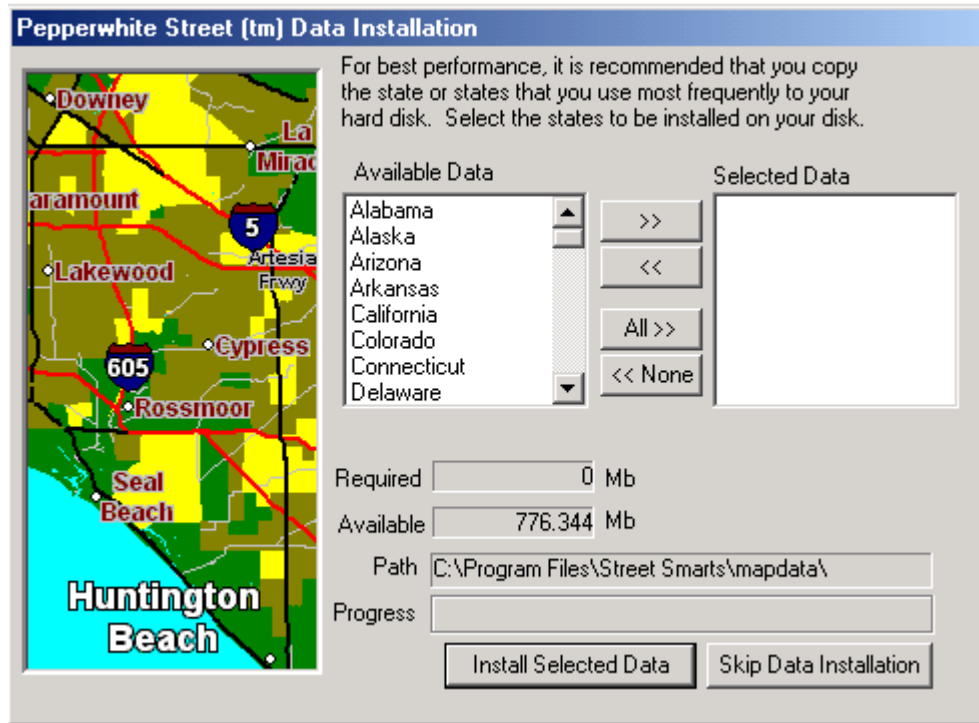 Pepperwhite Street (tm) Data Installation
For best performance, it is recommended that you copy
the state or states that you use most frequently to your
hard disk.  Select the states to be installed on your disk.
Downey
La
Mirac
aramount
5
Artesia
Frwy
Lakewood
Cypress
605
Rossmoor
Seal
Beach
Huntington
Beach
Available Data
Alabama
Alaska
Arizona
Arkansas
California
Colorado
Connecticut
Delaware
>>
<<
All >>
<< None
Selected Data
Required 0 Mb
Available 776.344 Mb
Path C:\Program Files\Street Smarts\mapdata\
Progress
Install Selected Data
Skip Data Installation